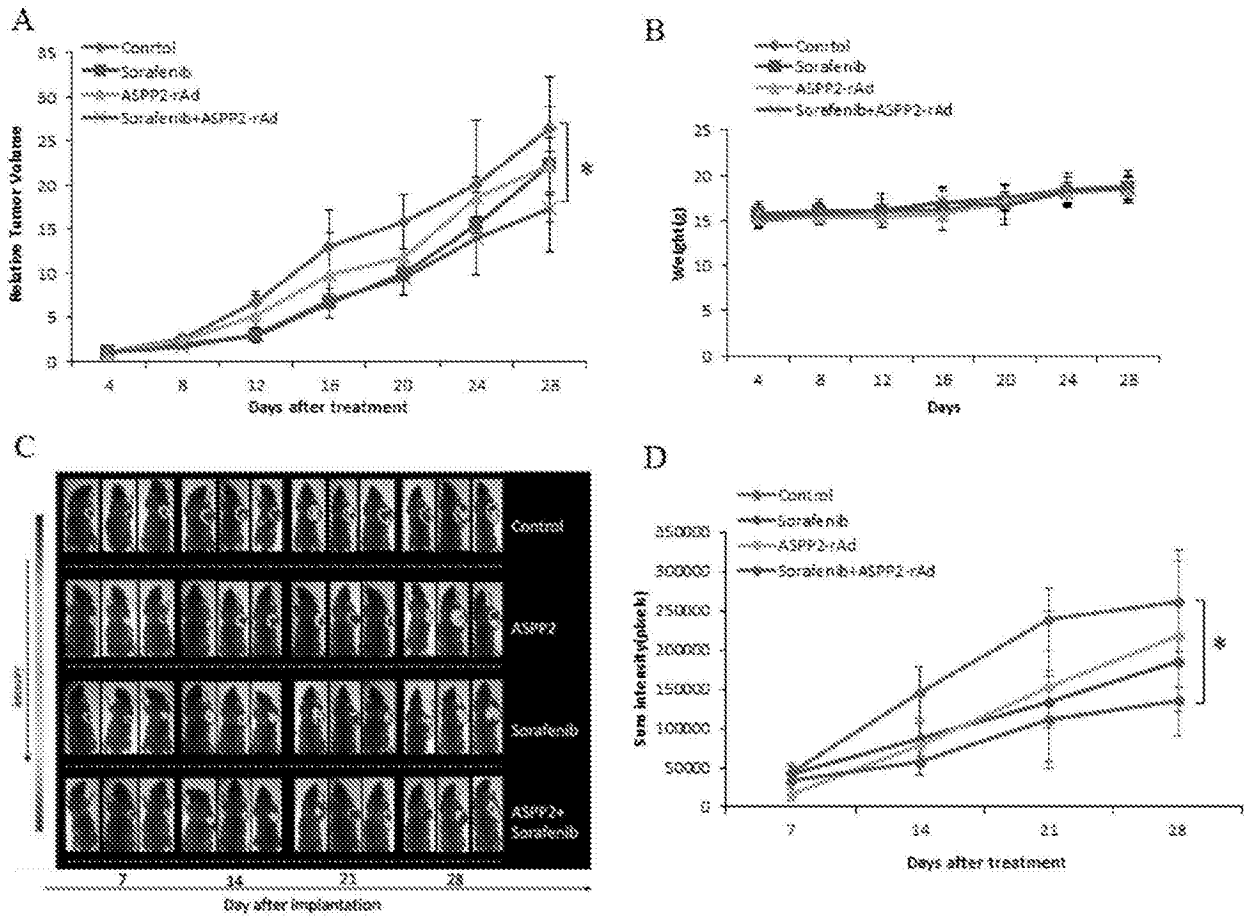 A
Conrtol
Sorafenib
ASPP2-rAd
Sorafenib+ASPP2-rAd
35
30
25
20
15
10
5
0
Relative Tumor Volume
*
4 8 12 16 20 24 28
Days after treatment
B
Conrtol
Sorafenib
ASPP2-rAd
Sorafenib+ASPP2-rAd
25
20
15
10
5
0
Weight(g)
4 8 12 16 20 24 28
Days
C
Control
ASPP2
Sorafenib
ASPP2+
Sorafenib
7 14 21 28
Day after implantation
D
Control
Sorafenib
ASPP2-rAd
Sorafenib+ASPP2-rAd
350000
300000
250000
200000
150000
100000
50000
0
Sum intensity(pixels)
*
7 14 21 28
Days after treatment